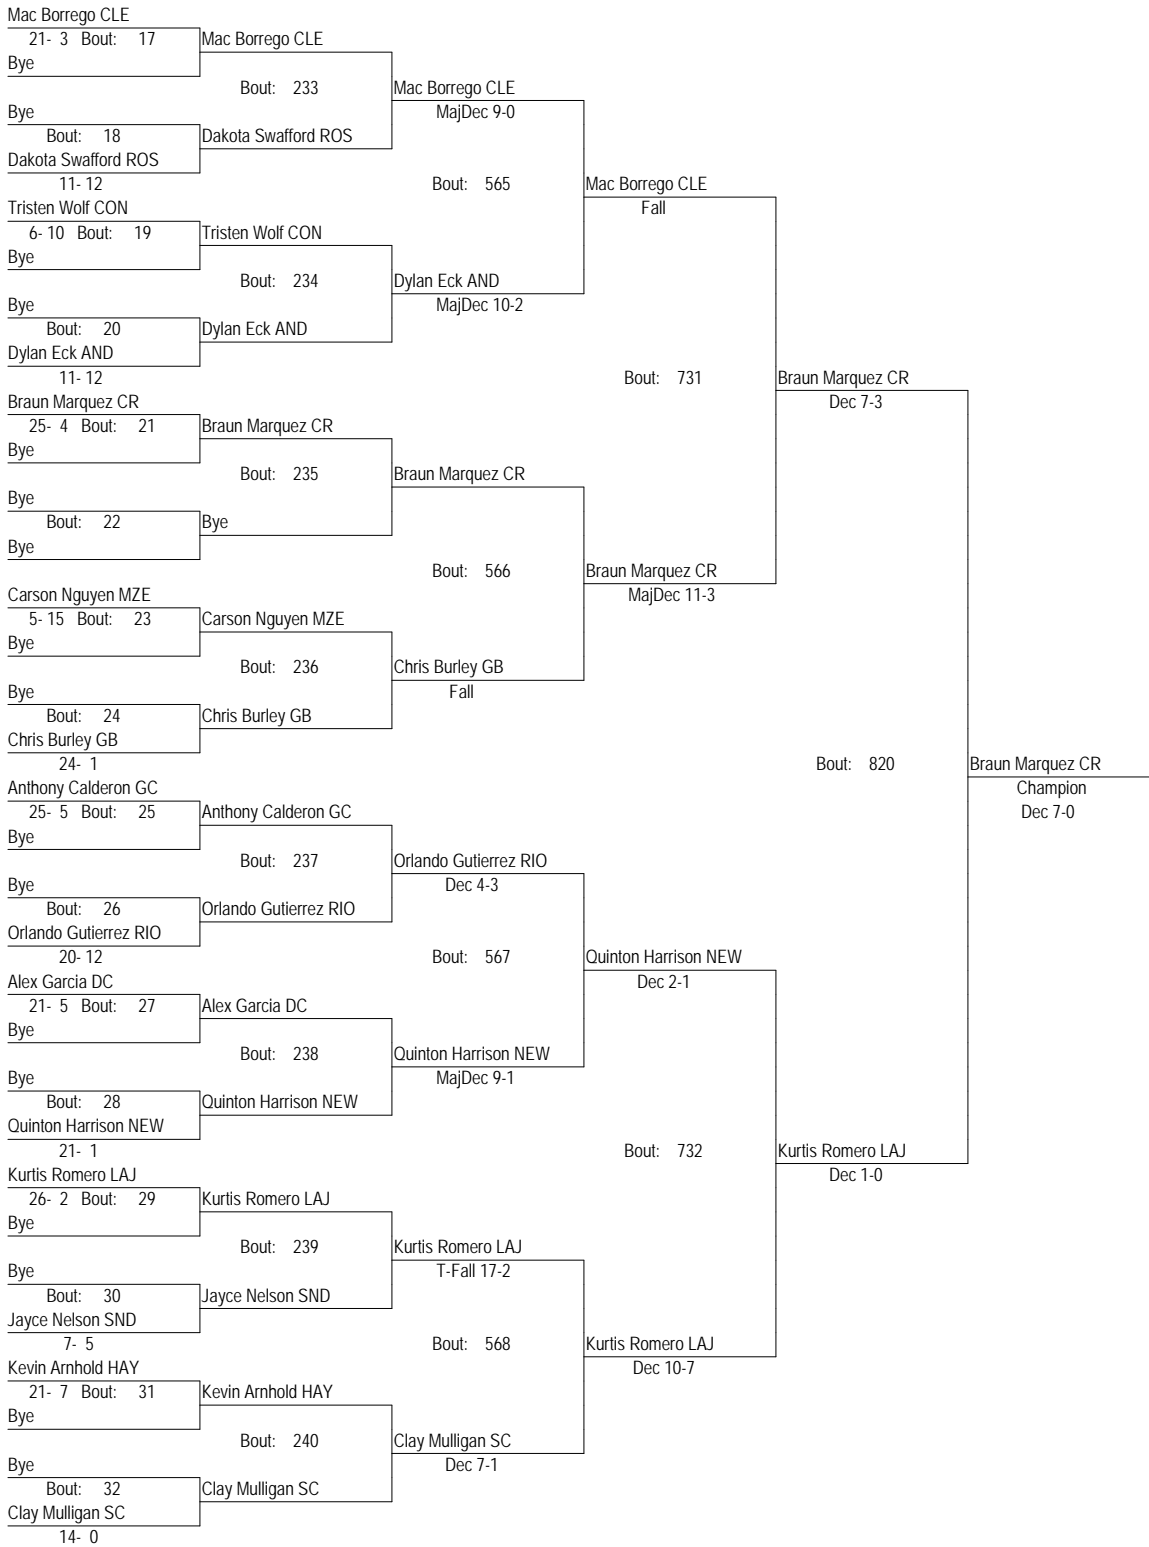 Mac Borrego CLE
21- 3 Bout: 17 Mac Borrego CLE
Bye
Bout: 233 Mac Borrego CLE
Bye MajDec 9-0
Bout: 18 Dakota Swafford ROS
Dakota Swafford ROS
11- 12 Bout: 565 Mac Borrego CLE
Tristen Wolf CON Fall
6- 10 Bout: 19 Tristen Wolf CON
Bye
Bout: 234 Dylan Eck AND
Bye MajDec 10-2
Bout: 20 Dylan Eck AND
Dylan Eck AND
11- 12 Bout: 731 Braun Marquez CR
Braun Marquez CR Dec 7-3
25- 4 Bout: 21 Braun Marquez CR
Bye
Bout: 235 Braun Marquez CR
Bye
Bout: 22 Bye
Bye
Bout: 566 Braun Marquez CR
Carson Nguyen MZE MajDec 11-3
5- 15 Bout: 23 Carson Nguyen MZE
Bye
Bout: 236 Chris Burley GB
Bye Fall
Bout: 24 Chris Burley GB
Chris Burley GB
24- 1 Bout: 820 Braun Marquez CR
Anthony Calderon GC Champion
25- 5 Bout: 25 Anthony Calderon GC Dec 7-0
Bye
Bout: 237 Orlando Gutierrez RIO
Bye Dec 4-3
Bout: 26 Orlando Gutierrez RIO
Orlando Gutierrez RIO
20- 12 Bout: 567 Quinton Harrison NEW
Alex Garcia DC Dec 2-1
21- 5 Bout: 27 Alex Garcia DC
Bye
Bout: 238 Quinton Harrison NEW
Bye MajDec 9-1
Bout: 28 Quinton Harrison NEW
Quinton Harrison NEW
21- 1 Bout: 732 Kurtis Romero LAJ
Kurtis Romero LAJ Dec 1-0
26- 2 Bout: 29 Kurtis Romero LAJ
Bye
Bout: 239 Kurtis Romero LAJ
Bye T-Fall 17-2
Bout: 30 Jayce Nelson SND
Jayce Nelson SND
7- 5 Bout: 568 Kurtis Romero LAJ
Kevin Arnhold HAY Dec 10-7
21- 7 Bout: 31 Kevin Arnhold HAY
Bye
Bout: 240 Clay Mulligan SC
Bye Dec 7-1
Bout: 32 Clay Mulligan SC
Clay Mulligan SC
14- 0